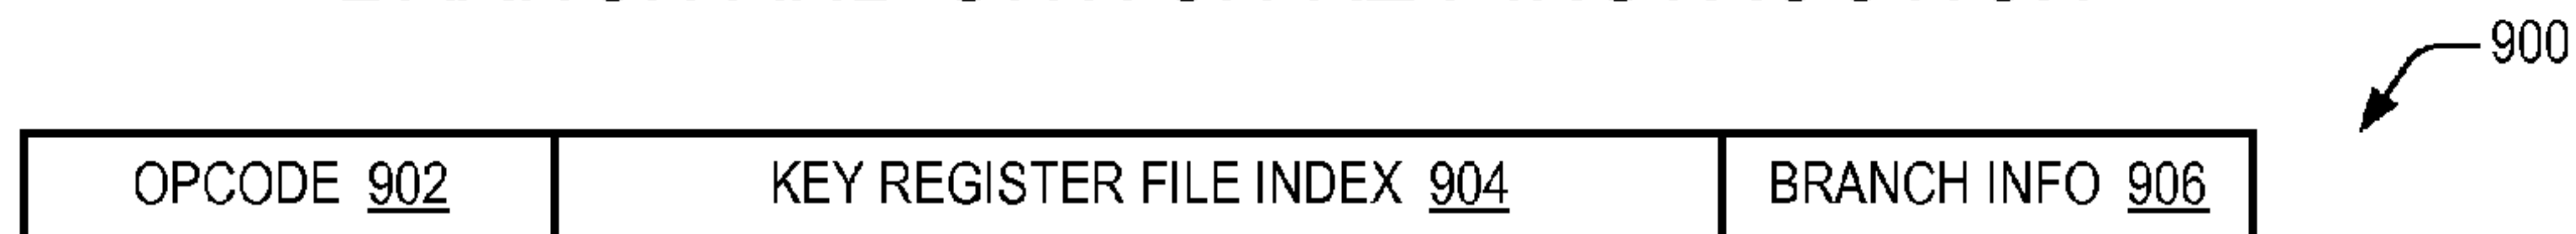 900
OPCODE 902 KEY REGISTER FILE INDEX 904 BRANCH INFO 906